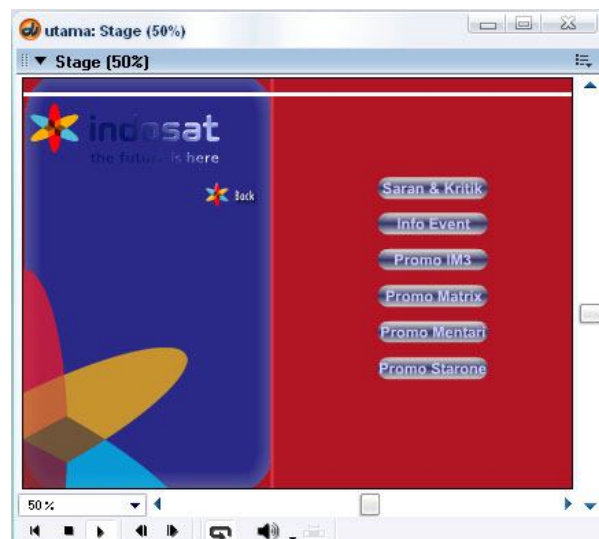 utama: Stage (50%)
Stage (50%)
indosat
the future is here
Back
Saran & Kritik
Info Event
Promo IM3
Promo Matrix
Promo Mentari
Promo Starone
50%